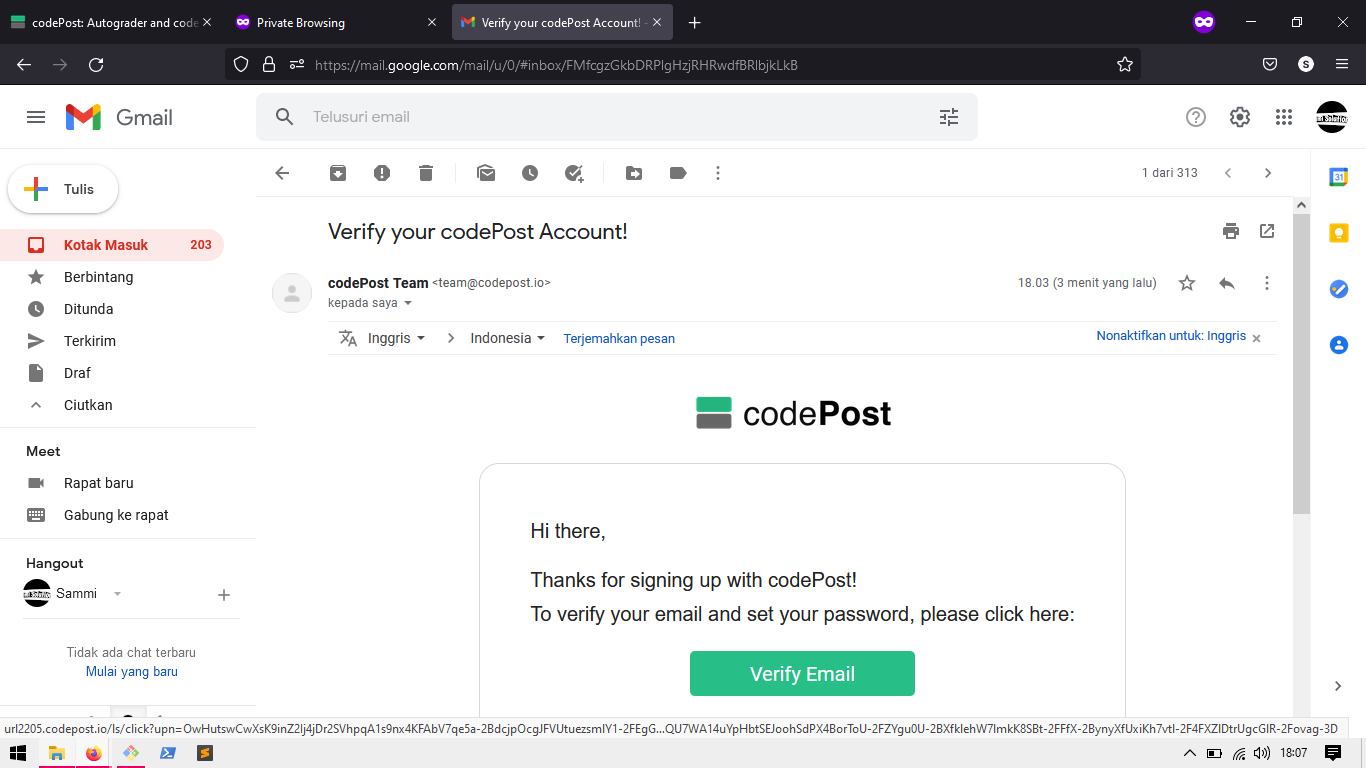 codePost: Autograder and code
Private Browsing
Verify your codePost Account! -
https://mail.google.com/mail/u/0/#inbox/FMfcgzGkbDRPlgHzjRHRwdfBRlbjkLkB
S
Gmail
Telusuri email
Tulis
1 dari 313
31
Kotak Masuk 203
Berbintang
Ditunda
Terkirim
Draf
Ciutkan
Meet
Rapat baru
Gabung ke rapat
Hangout
Sammi
Tidak ada chat terbaru
Mulai yang baru
Verify your codePost Account!
codePost Team <team@codepost.io>
18.03 (3 menit yang lalu)
kepada saya
Inggris
Indonesia
Terjemahkan pesan
Nonaktifkan untuk: Inggris
codePost
Hi there,
Thanks for signing up with codePost!
To verify your email and set your password, please click here:
Verify Email
url2205.codepost.io/ls/click?upn=OwHutswCwXsK9inZ2Ij4jDr2SVhpqA1s9nx4KFAbV7qe5a-2BdcjpOcgJFVUtuezsmIY1-2FEgG...QU7WA14uYpHbtSEJoohSdPX4BorToU-2FZYgu0U-2BXfkIehW7ImkK8SBt-2FFfX-2BynyXfUxiKh7vtI-2F4FXZIDtrUgcGIR-2Fovag-3D
18:07